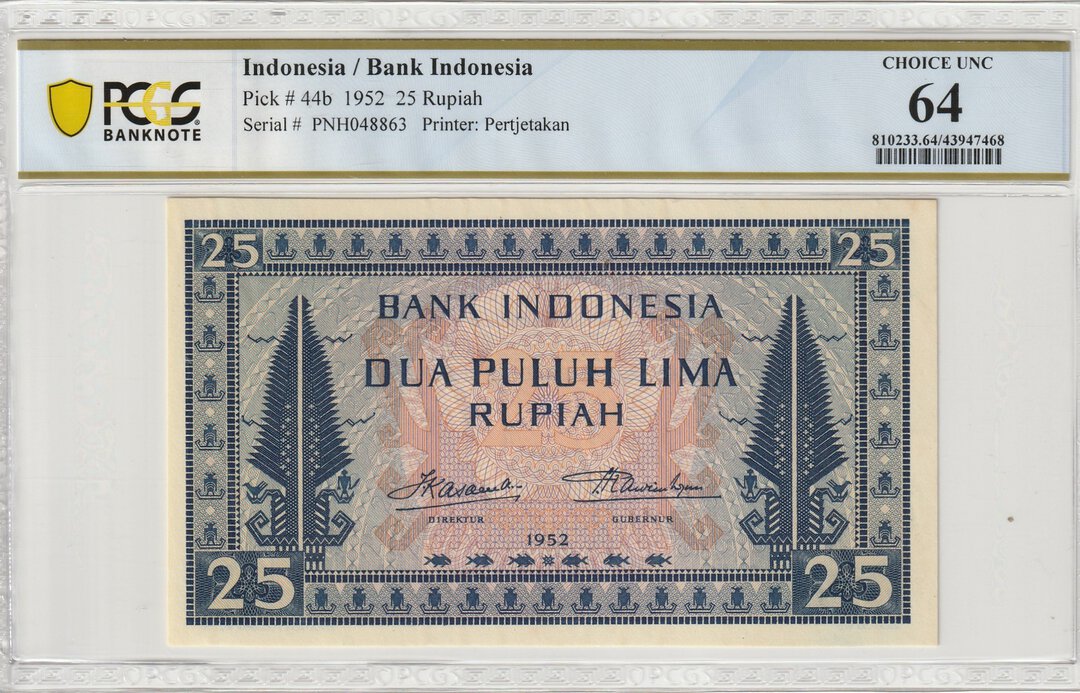 PCGS
BANKNOTE
Indonesia / Bank Indonesia
Pick # 44b 1952 25 Rupiah
Serial # PNH048863 Printer: Pertjetakan
CHOICE UNC
64
810233.64/43947468
25 25
BANK INDONESIA
DUA PULUH LIMA
RUPIAH
25
DIREKTUR GUBERNUR
1952
25 25